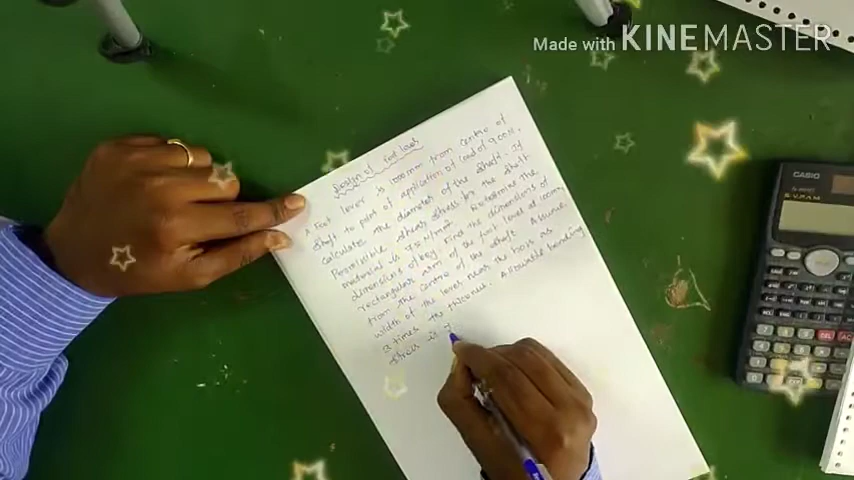 Made with KINEMASTER
Design of Foot lever
A Foot lever is 1000mm from centre of
shaft to point of application of load of 900N.
calculate The diameter of the shaft. If
Permissible shear stress for the shaft
material is 70 N/mm². Determine the
dimensions of key. Find the dimensions of
rectangular arm of the foot lever at 100mm
from the centre of the shaft Assume
width of the lever near the boss as
3 times the thickness. Allowable bending
stress is 7
CASIO